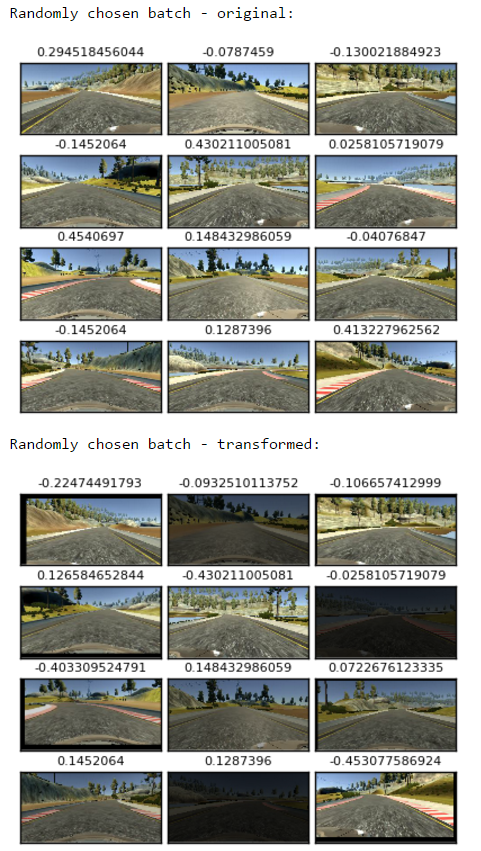 Randomly chosen batch - original:
0.294518456044 -0.0787459 -0.130021884923
-0.1452064 0.430211005081 0.0258105719079
0.4540697 0.148432986059 -0.04076847
-0.1452064 0.1287396 0.413227962562
Randomly chosen batch - transformed:
-0.22474491793 -0.0932510113752 -0.106657412999
0.126584652844 -0.430211005081 -0.0258105719079
-0.403309524791 0.148432986059 0.0722676123335
0.1452064 0.1287396 -0.453077586924